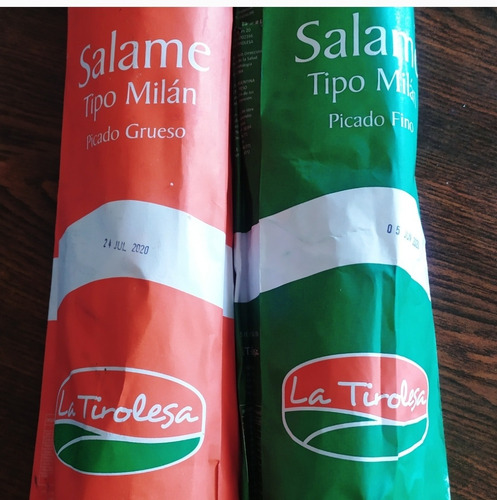 Salame
Tipo Milán
Picado Grueso
24 JUL 2020
La Tirolesa
Salame
Tipo Milán
Picado Fino
La Tirolesa